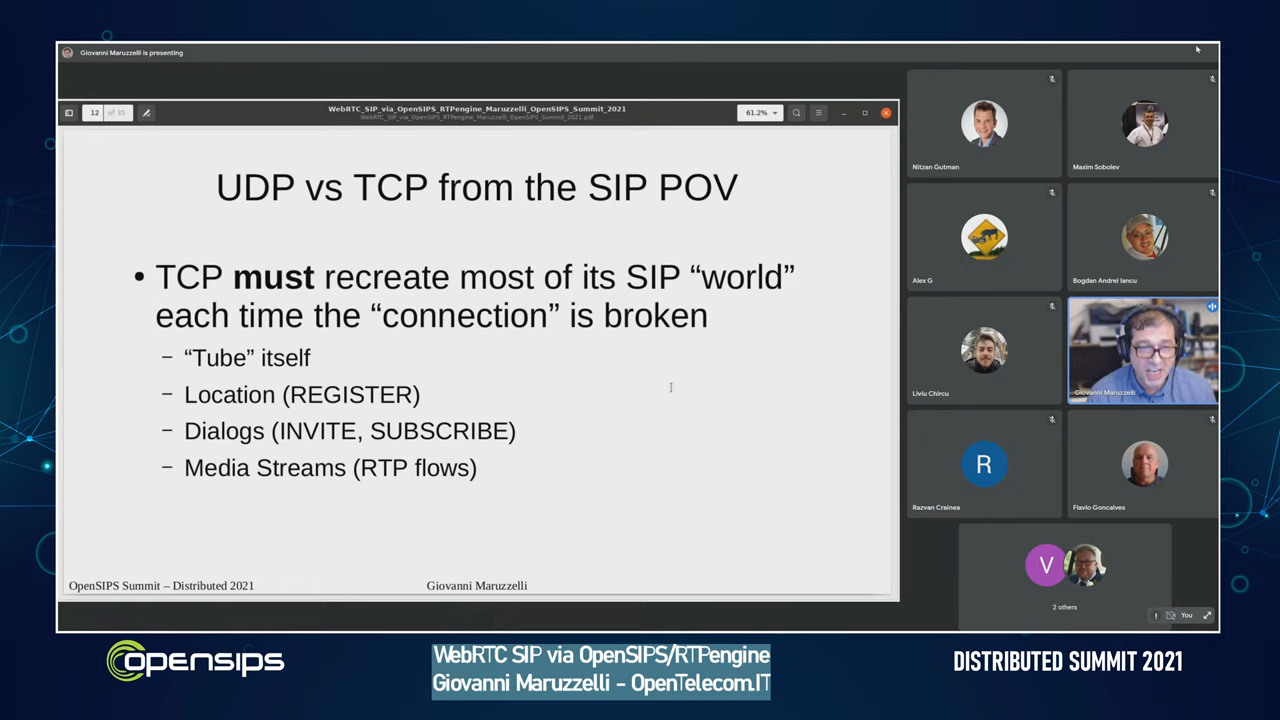 Giovanni Maruzzelli is presenting
12 of 35
WebRTC_SIP_via_OpenSIPS_RTPengine_Maruzzelli_OpenSIPS_Summit_2021
WebRTC_SIP_via_OpenSIPS_RTPengine_Maruzzelli_OpenSIPS_Summit_2021.pdf
61.2%
UDP vs TCP from the SIP POV
• TCP must recreate most of its SIP “world”
each time the “connection” is broken
– “Tube” itself
– Location (REGISTER)
– Dialogs (INVITE, SUBSCRIBE)
– Media Streams (RTP flows)
OpenSIPS Summit – Distributed 2021
Giovanni Maruzzelli
Nitzan Gutman
Maxim Sobolev
Alex G
Bogdan Andrei Iancu
Liviu Chircu
Giovanni Maruzzelli
R
Razvan Crainea
Flavio Goncalves
V
2 others
You
opensips
WebRTC SIP via OpenSIPS/RTPengine
Giovanni Maruzzelli - OpenTelecom.IT
DISTRIBUTED SUMMIT 2021